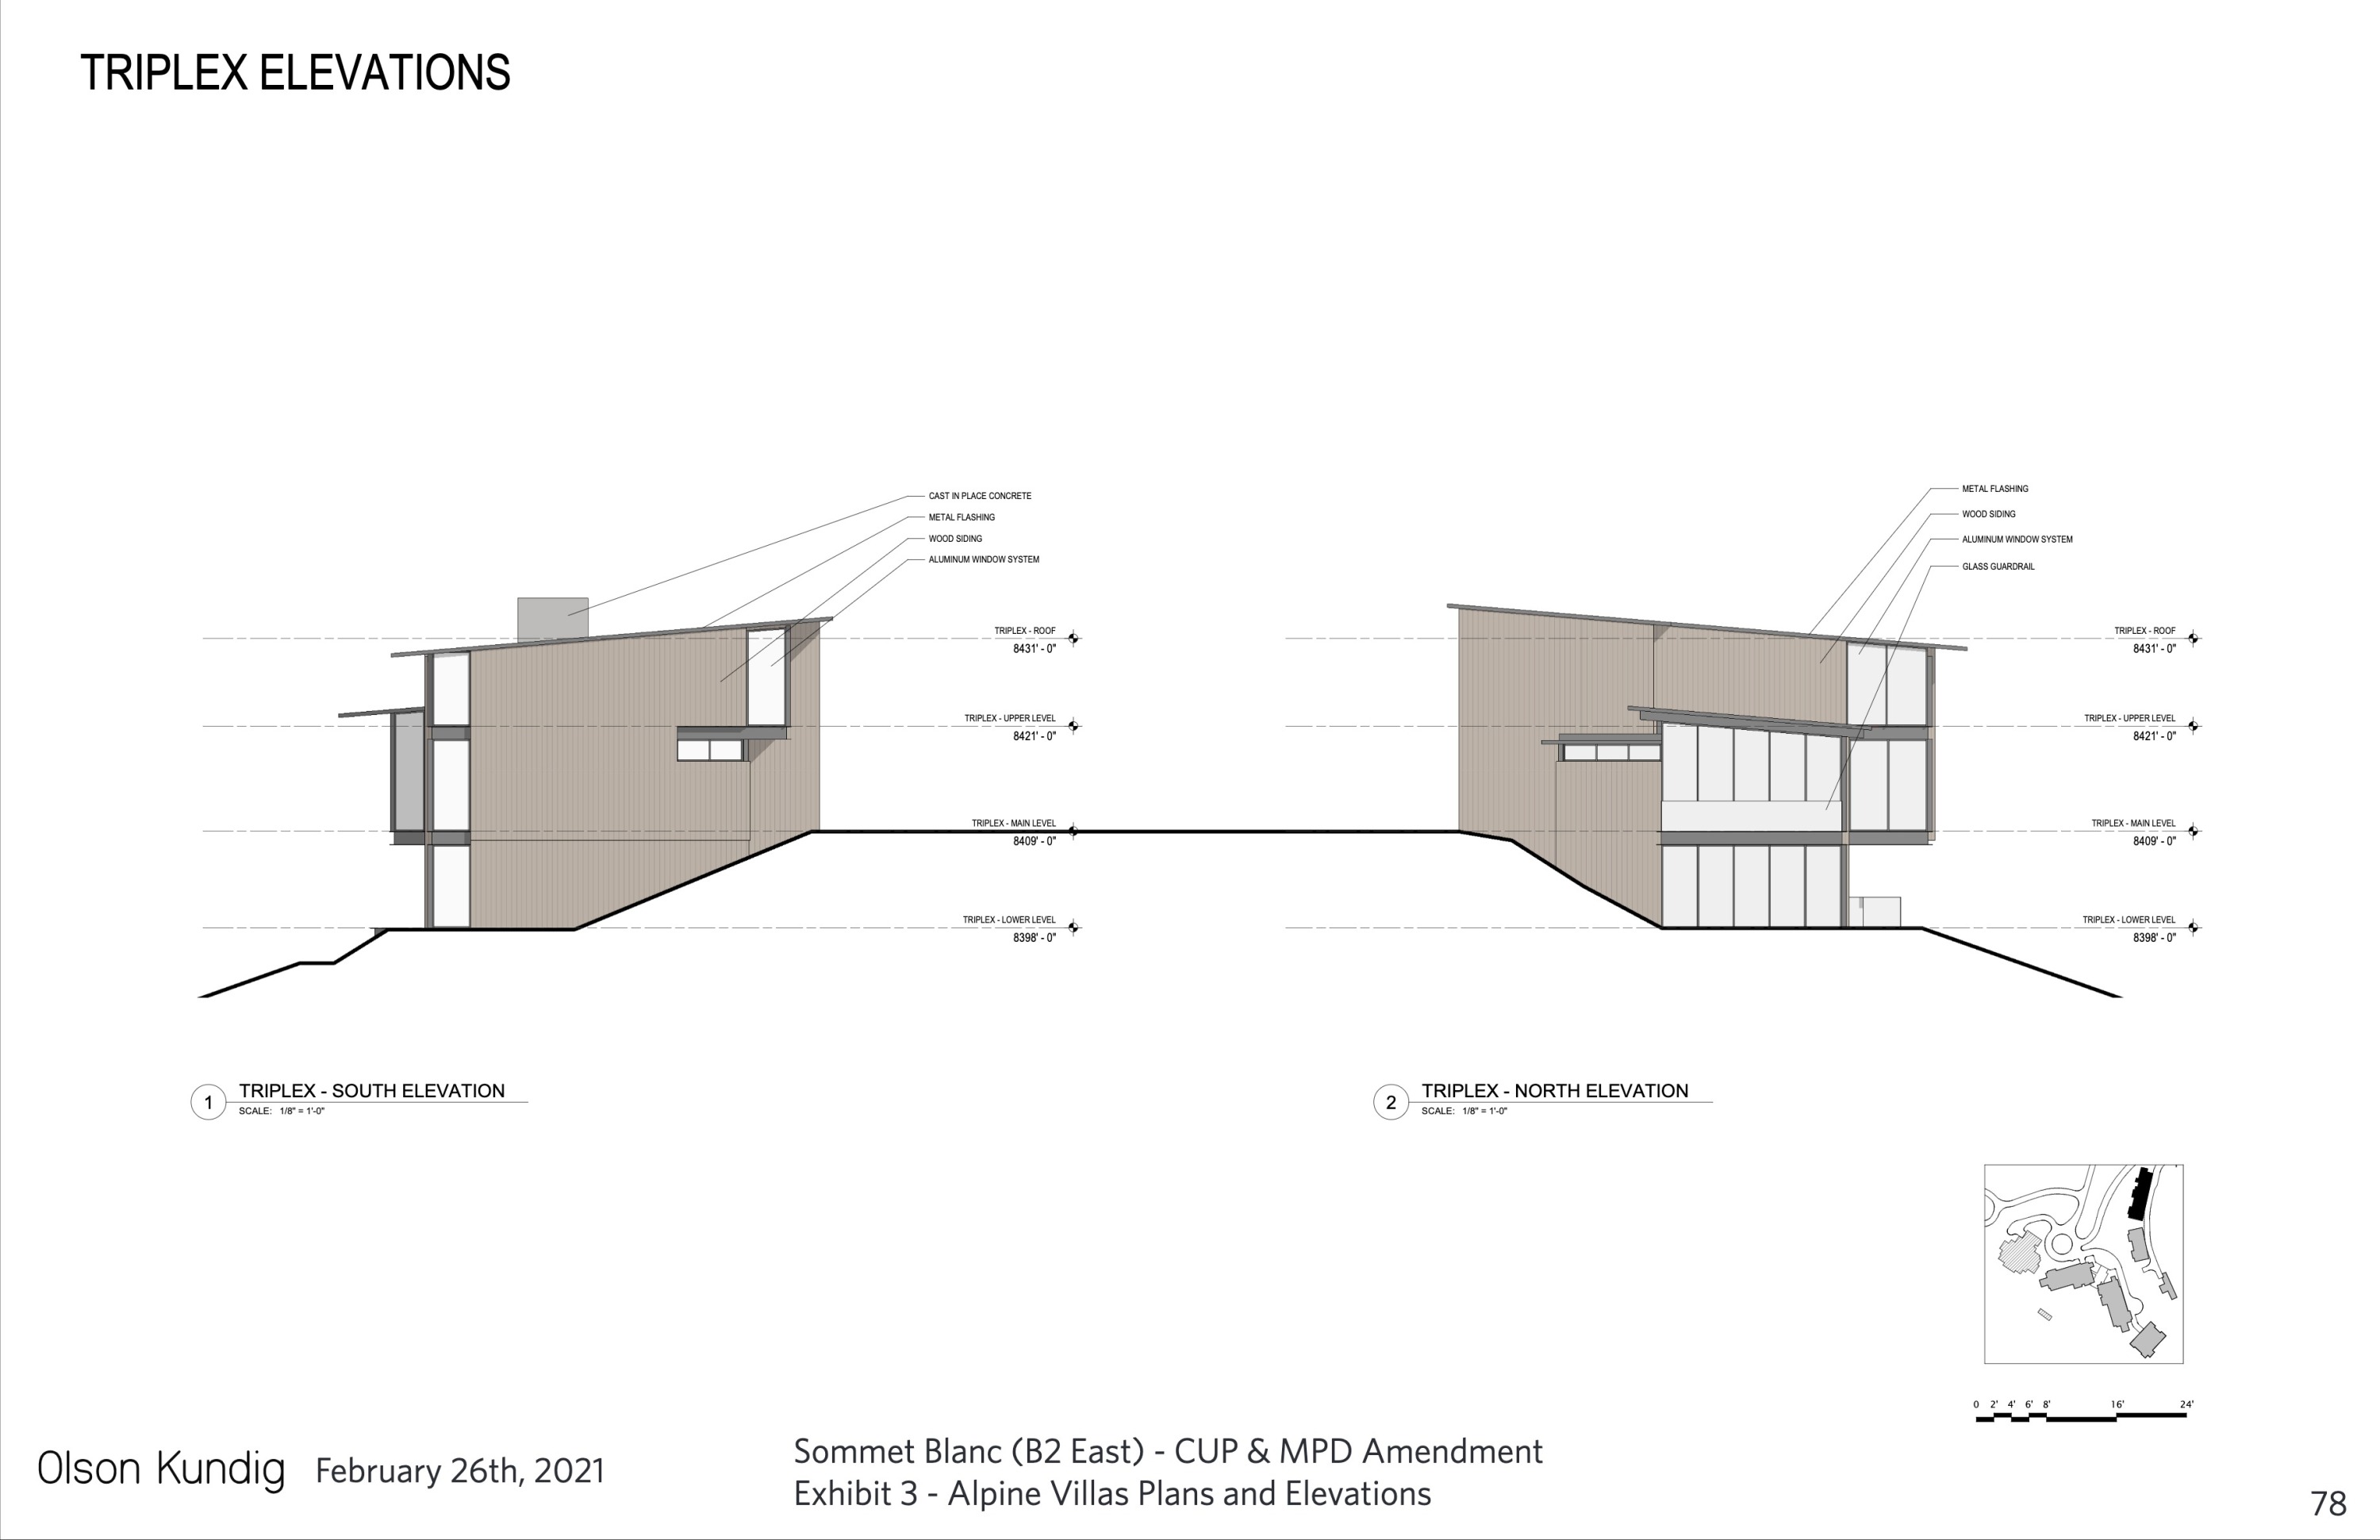 TRIPLEX ELEVATIONS
CAST IN PLACE CONCRETE
METAL FLASHING
WOOD SIDING
ALUMINUM WINDOW SYSTEM
TRIPLEX - ROOF
8431' - 0"
TRIPLEX - UPPER LEVEL
8421' - 0"
TRIPLEX - MAIN LEVEL
8409' - 0"
TRIPLEX - LOWER LEVEL
8398' - 0"
1
TRIPLEX - SOUTH ELEVATION
SCALE: 1/8" = 1'-0"
METAL FLASHING
WOOD SIDING
ALUMINUM WINDOW SYSTEM
GLASS GUARDRAIL
TRIPLEX - ROOF
8431' - 0"
TRIPLEX - UPPER LEVEL
8421' - 0"
TRIPLEX - MAIN LEVEL
8409' - 0"
TRIPLEX - LOWER LEVEL
8398' - 0"
2
TRIPLEX - NORTH ELEVATION
SCALE: 1/8" = 1'-0"
0 2' 4' 6' 8' 16' 24'
Olson Kundig February 26th, 2021
Sommet Blanc (B2 East) - CUP & MPD Amendment
Exhibit 3 - Alpine Villas Plans and Elevations
78